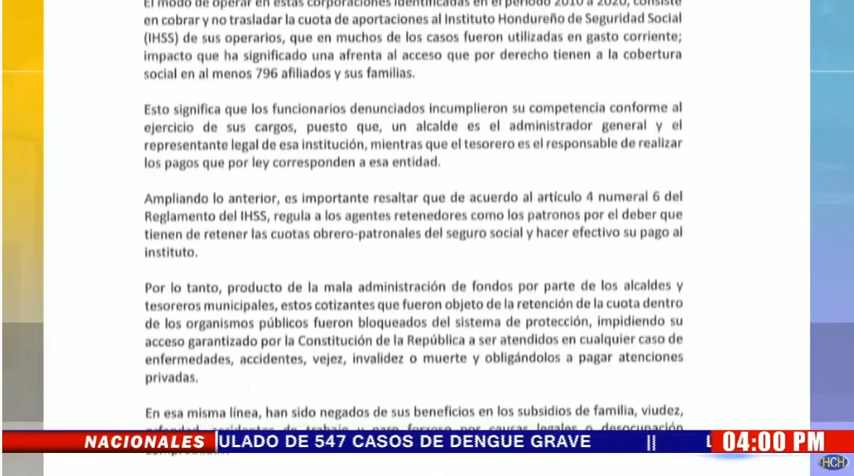 El modo de operar en estas corporaciones identificadas en el periodo 2010 a 2020, consiste
en cobrar y no trasladar la cuota de aportaciones al Instituto Hondureño de Seguridad Social
(IHSS) de sus operarios, que en muchos de los casos fueron utilizadas en gasto corriente;
impacto que ha significado una afrenta al acceso que por derecho tienen a la cobertura
social en al menos 796 afiliados y sus familias.
Esto significa que los funcionarios denunciados incumplieron su competencia conforme al
ejercicio de sus cargos, puesto que, un alcalde es el administrador general y el
representante legal de esa institución, mientras que el tesorero es el responsable de realizar
los pagos que por ley corresponden a esa entidad.
Ampliando lo anterior, es importante resaltar que de acuerdo al artículo 4 numeral 6 del
Reglamento del IHSS, regula a los agentes retenedores como los patronos por el deber que
tienen de retener las cuotas obrero-patronales del seguro social y hacer efectivo su pago al
instituto.
Por lo tanto, producto de la mala administración de fondos por parte de los alcaldes y
tesoreros municipales, estos cotizantes que fueron objeto de la retención de la cuota dentro
de los organismos públicos fueron bloqueados del sistema de protección, impidiendo su
acceso garantizado por la Constitución de la República a ser atendidos en cualquier caso de
enfermedades, accidentes, vejez, invalidez o muerte y obligándolos a pagar atenciones
privadas.
En esa misma línea, han sido negados de sus beneficios en los subsidios de familia, viudez,
orfandad, accidentes de trabajo y paro forzoso por causas legales o desocupación
NACIONALES ULADO DE 547 CASOS DE DENGUE GRAVE || L 04:00 PM
HCH